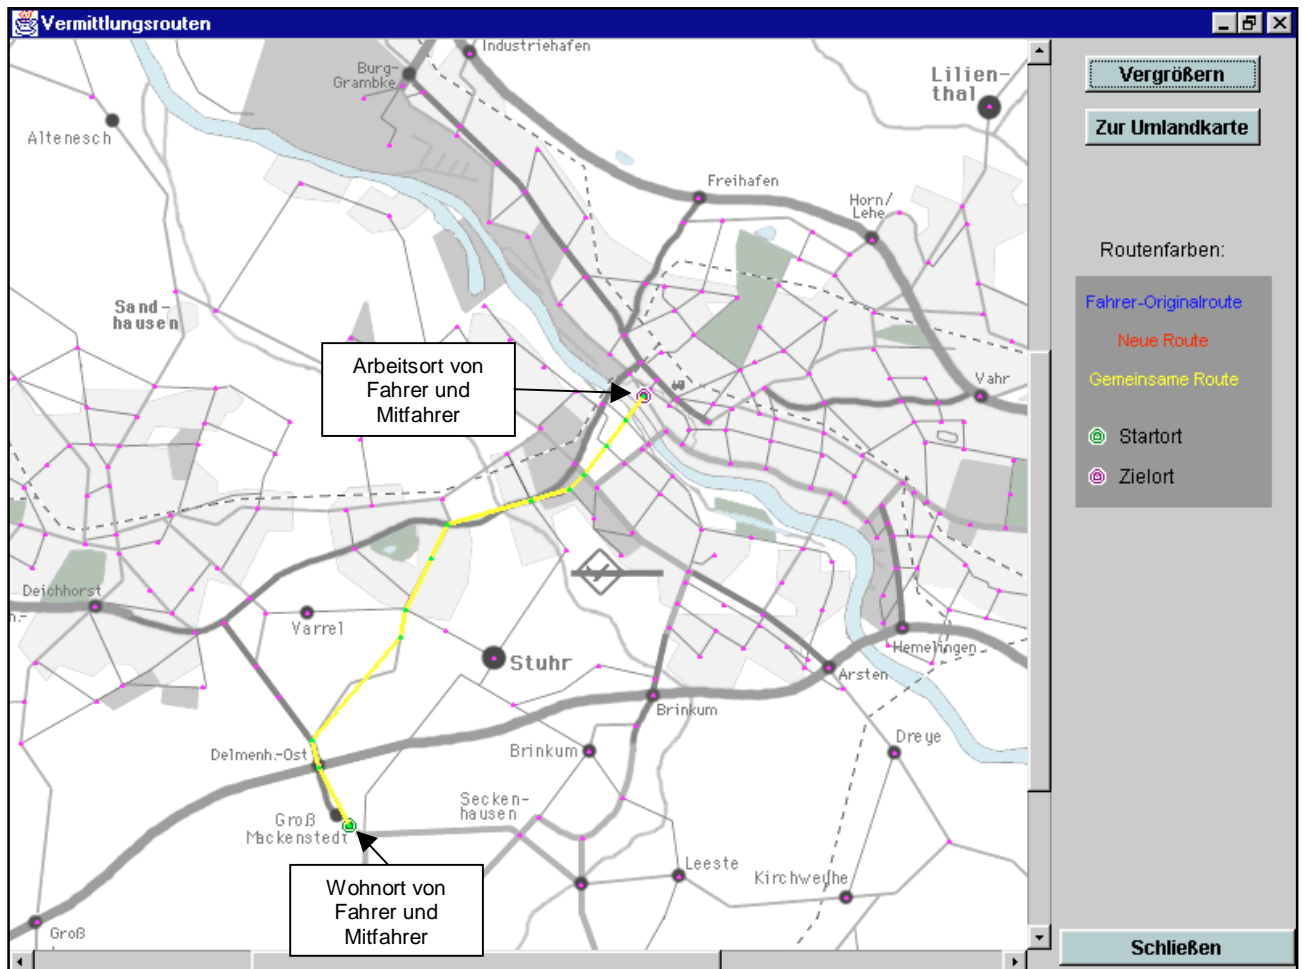 Vermittlungsrouten
Industriehafen
Burg-
Grambke
Lilien-
thal
Altenesch
Freihafen
Horn/
Lehe
Sand-
hausen
Arbeitsort von
Fahrer und
Mitfahrer
Vahr
Deichhorst
n.-
Varrel
Stuhr
Hemelingen
Arsten
Brinkum
Delmenh.-Ost
Brinkum
Dreye
Secken-
hausen
Groß
Mackenstedt
Leeste
Kirchweyhe
Wohnort von
Fahrer und
Mitfahrer
Groß
Vergrößern
Zur Umlandkarte
Routenfarben:
Fahrer-Originalroute
Neue Route
Gemeinsame Route
Startort
Zielort
Schließen